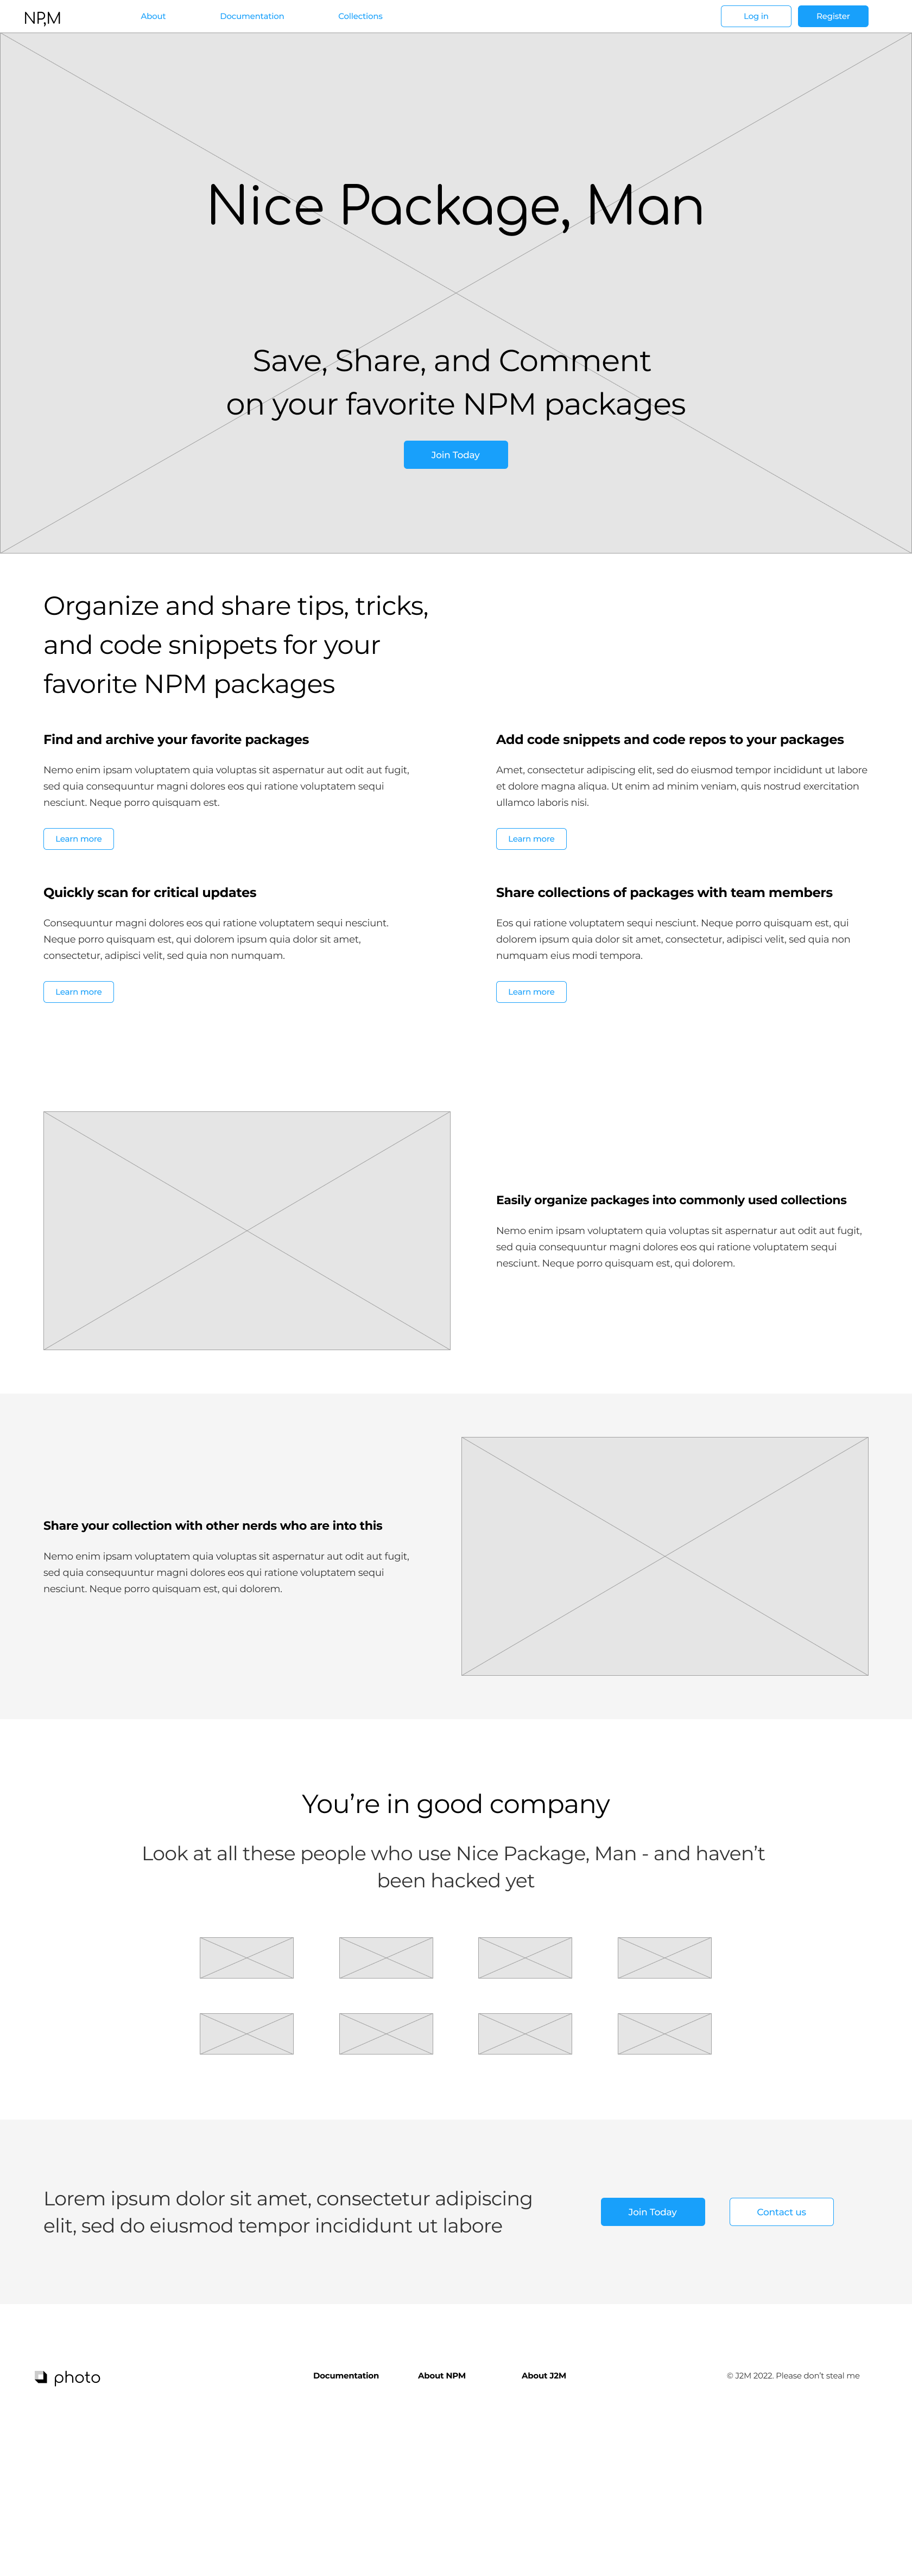 NP,M
About
Documentation
Collections
Log in
Register
Nice Package, Man
Save, Share, and Comment
on your favorite NPM packages
Join Today
Organize and share tips, tricks,
and code snippets for your
favorite NPM packages
Find and archive your favorite packages
Nemo enim ipsam voluptatem quia voluptas sit aspernatur aut odit aut fugit,
sed quia consequuntur magni dolores eos qui ratione voluptatem sequi
nesciunt. Neque porro quisquam est.
Learn more
Add code snippets and code repos to your packages
Amet, consectetur adipiscing elit, sed do eiusmod tempor incididunt ut labore
et dolore magna aliqua. Ut enim ad minim veniam, quis nostrud exercitation
ullamco laboris nisi.
Learn more
Quickly scan for critical updates
Consequuntur magni dolores eos qui ratione voluptatem sequi nesciunt.
Neque porro quisquam est, qui dolorem ipsum quia dolor sit amet,
consectetur, adipisci velit, sed quia non numquam.
Learn more
Share collections of packages with team members
Eos qui ratione voluptatem sequi nesciunt. Neque porro quisquam est, qui
dolorem ipsum quia dolor sit amet, consectetur, adipisci velit, sed quia non
numquam eius modi tempora.
Learn more
Easily organize packages into commonly used collections
Nemo enim ipsam voluptatem quia voluptas sit aspernatur aut odit aut fugit,
sed quia consequuntur magni dolores eos qui ratione voluptatem sequi
nesciunt. Neque porro quisquam est, qui dolorem.
Share your collection with other nerds who are into this
Nemo enim ipsam voluptatem quia voluptas sit aspernatur aut odit aut fugit,
sed quia consequuntur magni dolores eos qui ratione voluptatem sequi
nesciunt. Neque porro quisquam est, qui dolorem.
You’re in good company
Look at all these people who use Nice Package, Man - and haven’t
been hacked yet
Lorem ipsum dolor sit amet, consectetur adipiscing
elit, sed do eiusmod tempor incididunt ut labore
Join Today
Contact us
photo
Documentation
About NPM
About J2M
© J2M 2022. Please don’t steal me